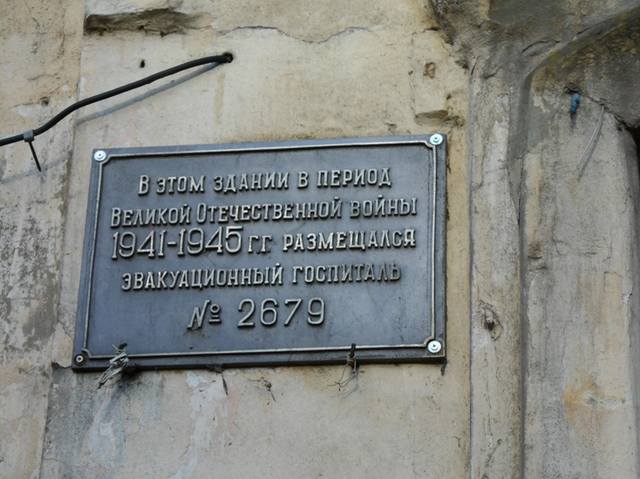 В этом здании в период
Великой Отечественной войны
1941-1945 гг размещался
эвакуационный госпиталь
№ 2679